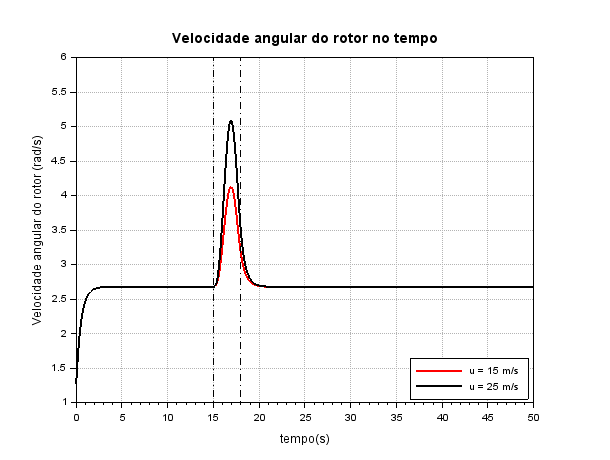 Velocidade angular do rotor no tempo
Velocidade angular do rotor (rad/s)
6
5.5
5
4.5
4
3.5
3
2.5
2
1.5
1
0 5 10 15 20 25 30 35 40 45 50
tempo(s)
u = 15 m/s
u = 25 m/s